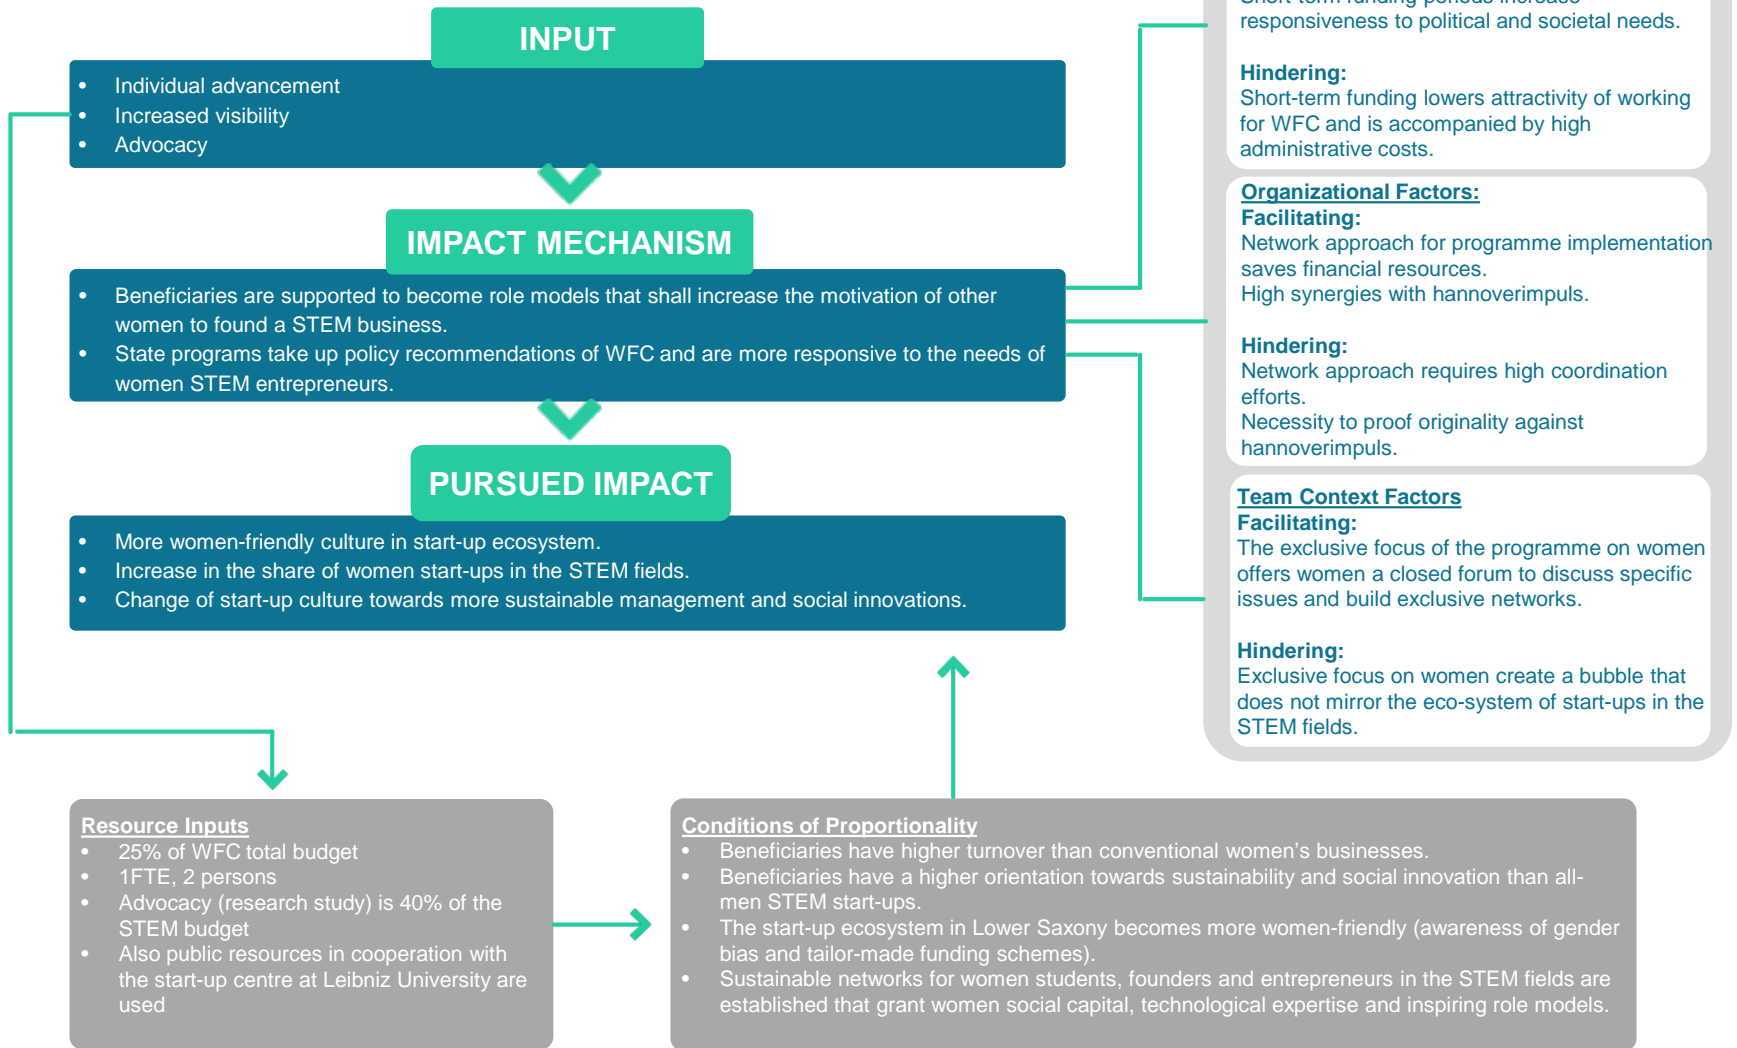 INPUT
• Individual advancement
• Increased visibility
• Advocacy
IMPACT MECHANISM
• Beneficiaries are supported to become role models that shall increase the motivation of other
women to found a STEM business.
• State programs take up policy recommendations of WFC and are more responsive to the needs of
women STEM entrepreneurs.
PURSUED IMPACT
• More women-friendly culture in start-up ecosystem.
• Increase in the share of women start-ups in the STEM fields.
• Change of start-up culture towards more sustainable management and social innovations.
responsiveness to political and societal needs.
Hindering:
Short-term funding lowers attractivity of working
for WFC and is accompanied by high
administrative costs.
Organizational Factors:
Facilitating:
Network approach for programme implementation
saves financial resources.
High synergies with hannoverimpuls.
Hindering:
Network approach requires high coordination
efforts.
Necessity to proof originality against
hannoverimpuls.
Team Context Factors
Facilitating:
The exclusive focus of the programme on women
offers women a closed forum to discuss specific
issues and build exclusive networks.
Hindering:
Exclusive focus on women create a bubble that
does not mirror the eco-system of start-ups in the
STEM fields.
Resource Inputs
• 25% of WFC total budget
• 1FTE, 2 persons
• Advocacy (research study) is 40% of the
STEM budget
• Also public resources in cooperation with
the start-up centre at Leibniz University are
used
Conditions of Proportionality
• Beneficiaries have higher turnover than conventional women's businesses.
• Beneficiaries have a higher orientation towards sustainability and social innovation than all-
men STEM start-ups.
• The start-up ecosystem in Lower Saxony becomes more women-friendly (awareness of gender
bias and tailor-made funding schemes).
• Sustainable networks for women students, founders and entrepreneurs in the STEM fields are
established that grant women social capital, technological expertise and inspiring role models.